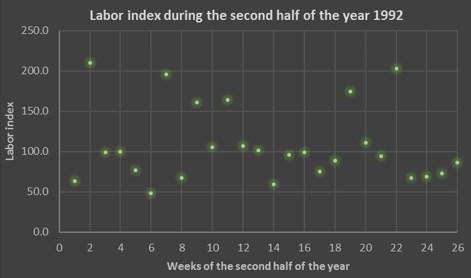 Labor index during the second half of the year 1992
250.0
200.0
150.0
100.0
50.0
0.0
Labor index
0 2 4 6 8 10 12 14 16 18 20 22 24 26
Weeks of the second half of the year